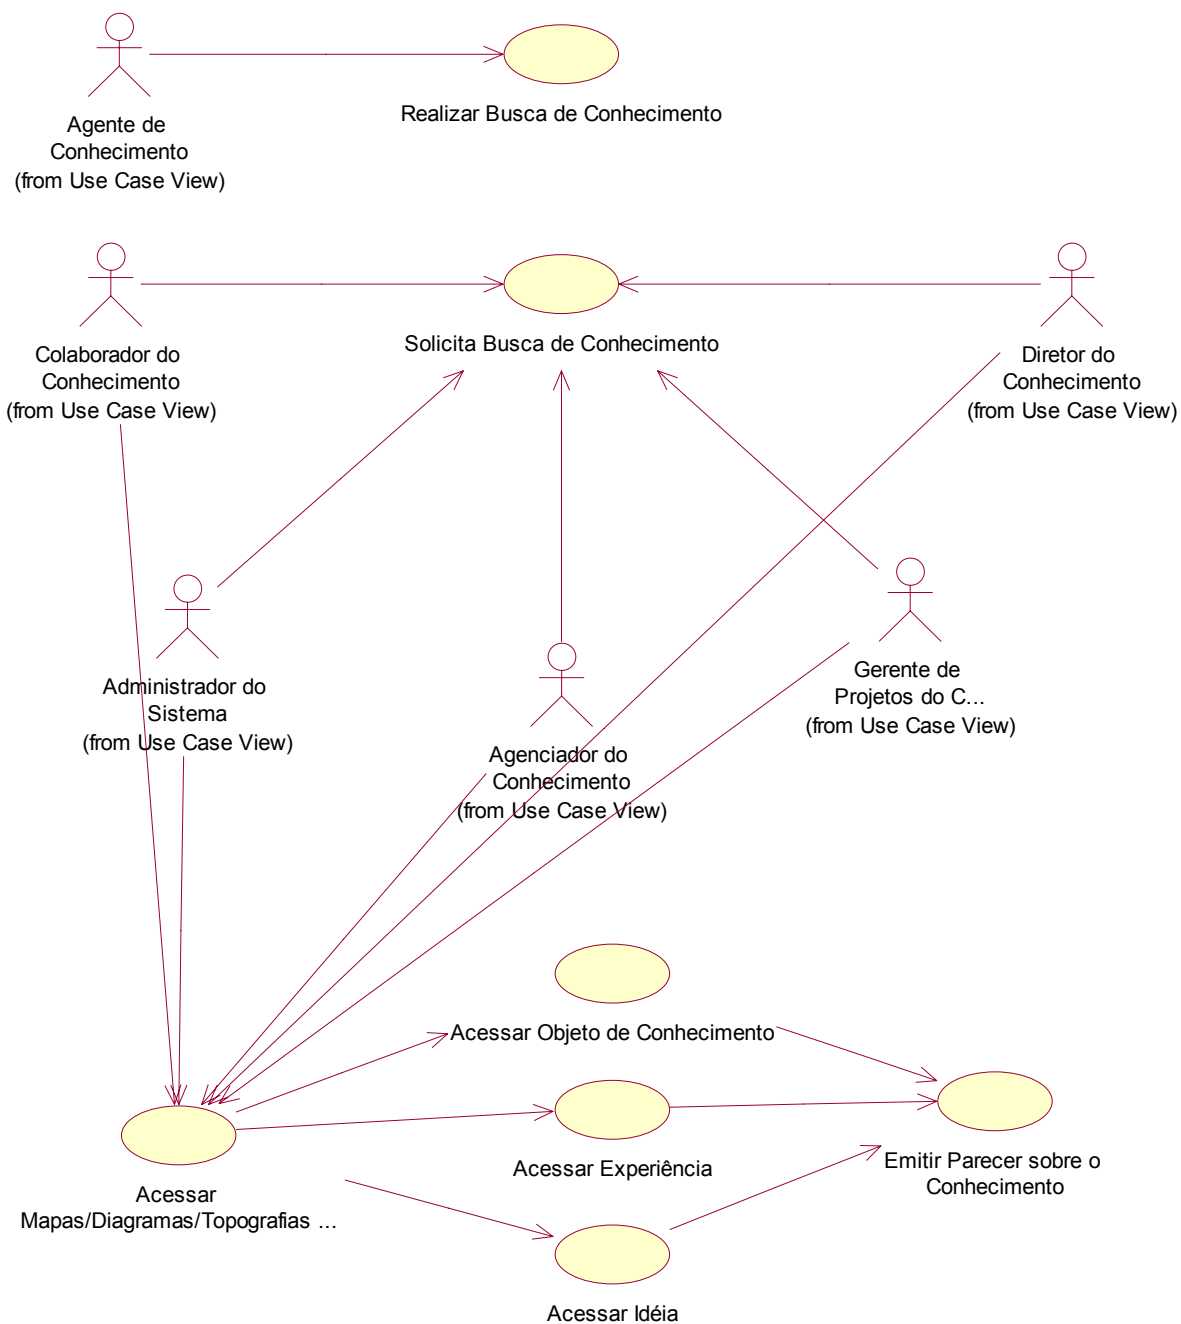 Agente de
Conhecimento
(from Use Case View)
Realizar Busca de Conhecimento
Colaborador do
Conhecimento
(from Use Case View)
Solicita Busca de Conhecimento
Diretor do
Conhecimento
(from Use Case View)
Administrador do
Sistema
(from Use Case View)
Agenciador do
Conhecimento
(from Use Case View)
Gerente de
Projetos do C...
(from Use Case View)
Acessar Objeto de Conhecimento
Acessar Experiência
Emitir Parecer sobre o
Conhecimento
Acessar
Mapas/Diagramas/Topografias ...
Acessar Idéia